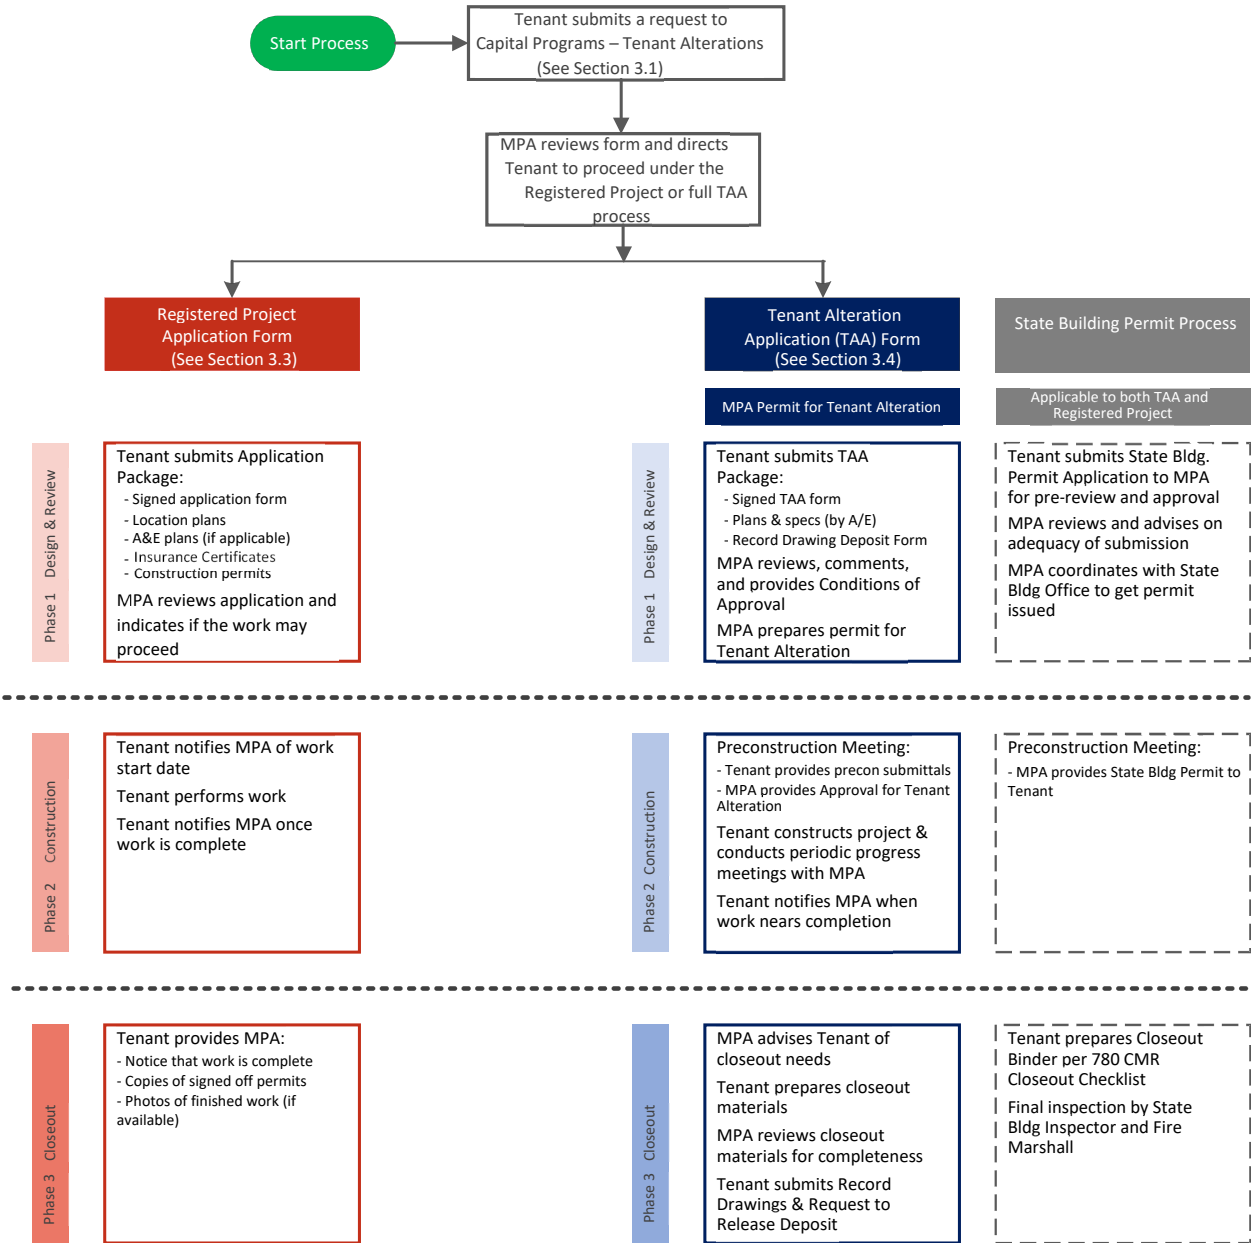 Start Process
Tenant submits a request to
Capital Programs – Tenant Alterations
(See Section 3.1)
MPA reviews form and directs
Tenant to proceed under the
Registered Project or full TAA
process
Registered Project
Application Form
(See Section 3.3)
Tenant Alteration
Application (TAA) Form
(See Section 3.4)
State Building Permit Process
MPA Permit for Tenant Alteration
Applicable to both TAA and
Registered Project
Phase 1 Design & Review
Tenant submits Application
Package:
- Signed application form
- Location plans
- A&E plans (if applicable)
- Insurance Certificates
- Construction permits
MPA reviews application and
indicates if the work may
proceed
Phase 1 Design & Review
Tenant submits TAA
Package:
- Signed TAA form
- Plans & specs (by A/E)
- Record Drawing Deposit Form
MPA reviews, comments,
and provides Conditions of
Approval
MPA prepares permit for
Tenant Alteration
Tenant submits State Bldg.
Permit Application to MPA
for pre-review and approval
MPA reviews and advises on
adequacy of submission
MPA coordinates with State
Bldg Office to get permit
issued
Phase 2 Construction
Tenant notifies MPA of work
start date
Tenant performs work
Tenant notifies MPA once
work is complete
Phase 2 Construction
Preconstruction Meeting:
- Tenant provides precon submittals
- MPA provides Approval for Tenant
Alteration
Tenant constructs project &
conducts periodic progress
meetings with MPA
Tenant notifies MPA when
work nears completion
Preconstruction Meeting:
- MPA provides State Bldg Permit to
Tenant
Phase 3 Closeout
Tenant provides MPA:
- Notice that work is complete
- Copies of signed off permits
- Photos of finished work (if
available)
Phase 3 Closeout
MPA advises Tenant of
closeout needs
Tenant prepares closeout
materials
MPA reviews closeout
materials for completeness
Tenant submits Record
Drawings & Request to
Release Deposit
Tenant prepares Closeout
Binder per 780 CMR
Closeout Checklist
Final inspection by State
Bldg Inspector and Fire
Marshall